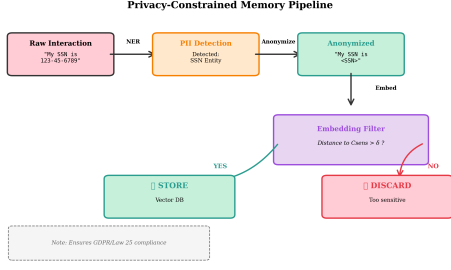 Privacy-Constrained Memory Pipeline
Raw Interaction
"My SSN is
123-45-6789"
NER
PII Detection
Detected:
SSN Entity
Anonymize
Anonymized
"My SSN is
<SSN>"
Embed
Embedding Filter
Distance to Csens > δ ?
YES
NO
STORE
Vector DB
DISCARD
Too sensitive
Note: Ensures GDPR/Law 25 compliance